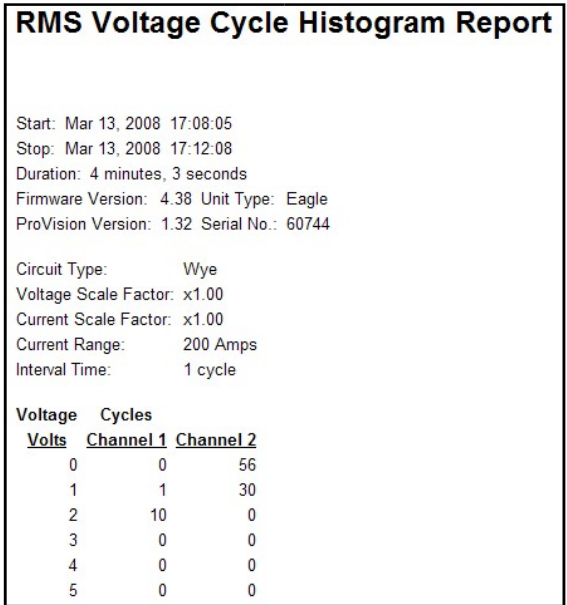 RMS Voltage Cycle Histogram Report
Start: Mar 13, 2008 17:08:05
Stop: Mar 13, 2008 17:12:08
Duration: 4 minutes, 3 seconds
Firmware Version: 4.38 Unit Type: Eagle
ProVision Version: 1.32 Serial No.: 60744
Circuit Type: Wye
Voltage Scale Factor: x1.00
Current Scale Factor: x1.00
Current Range: 200 Amps
Interval Time: 1 cycle
Voltage Cycles
Volts Channel 1 Channel 2
0 0 56
1 1 30
2 10 0
3 0 0
4 0 0
5 0 0